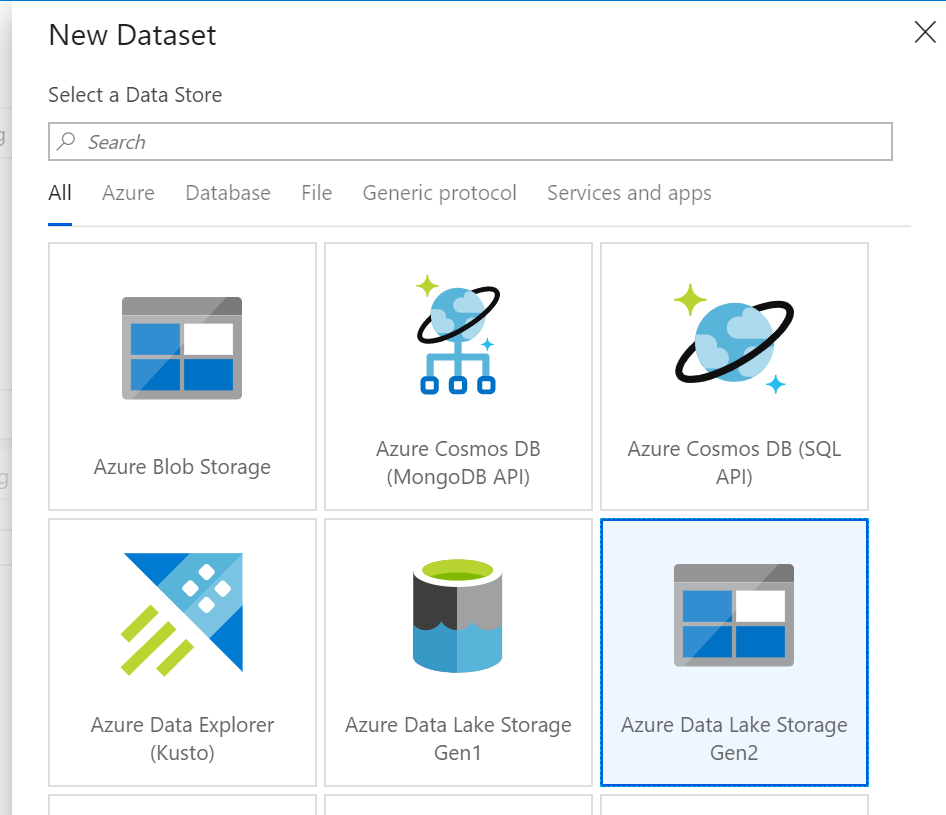 New Dataset
Select a Data Store
Search
All Azure Database File Generic protocol Services and apps
Azure Blob Storage
Azure Cosmos DB
(MongoDB API)
Azure Cosmos DB (SQL
API)
Azure Data Explorer
(Kusto)
Azure Data Lake Storage
Gen1
Azure Data Lake Storage
Gen2